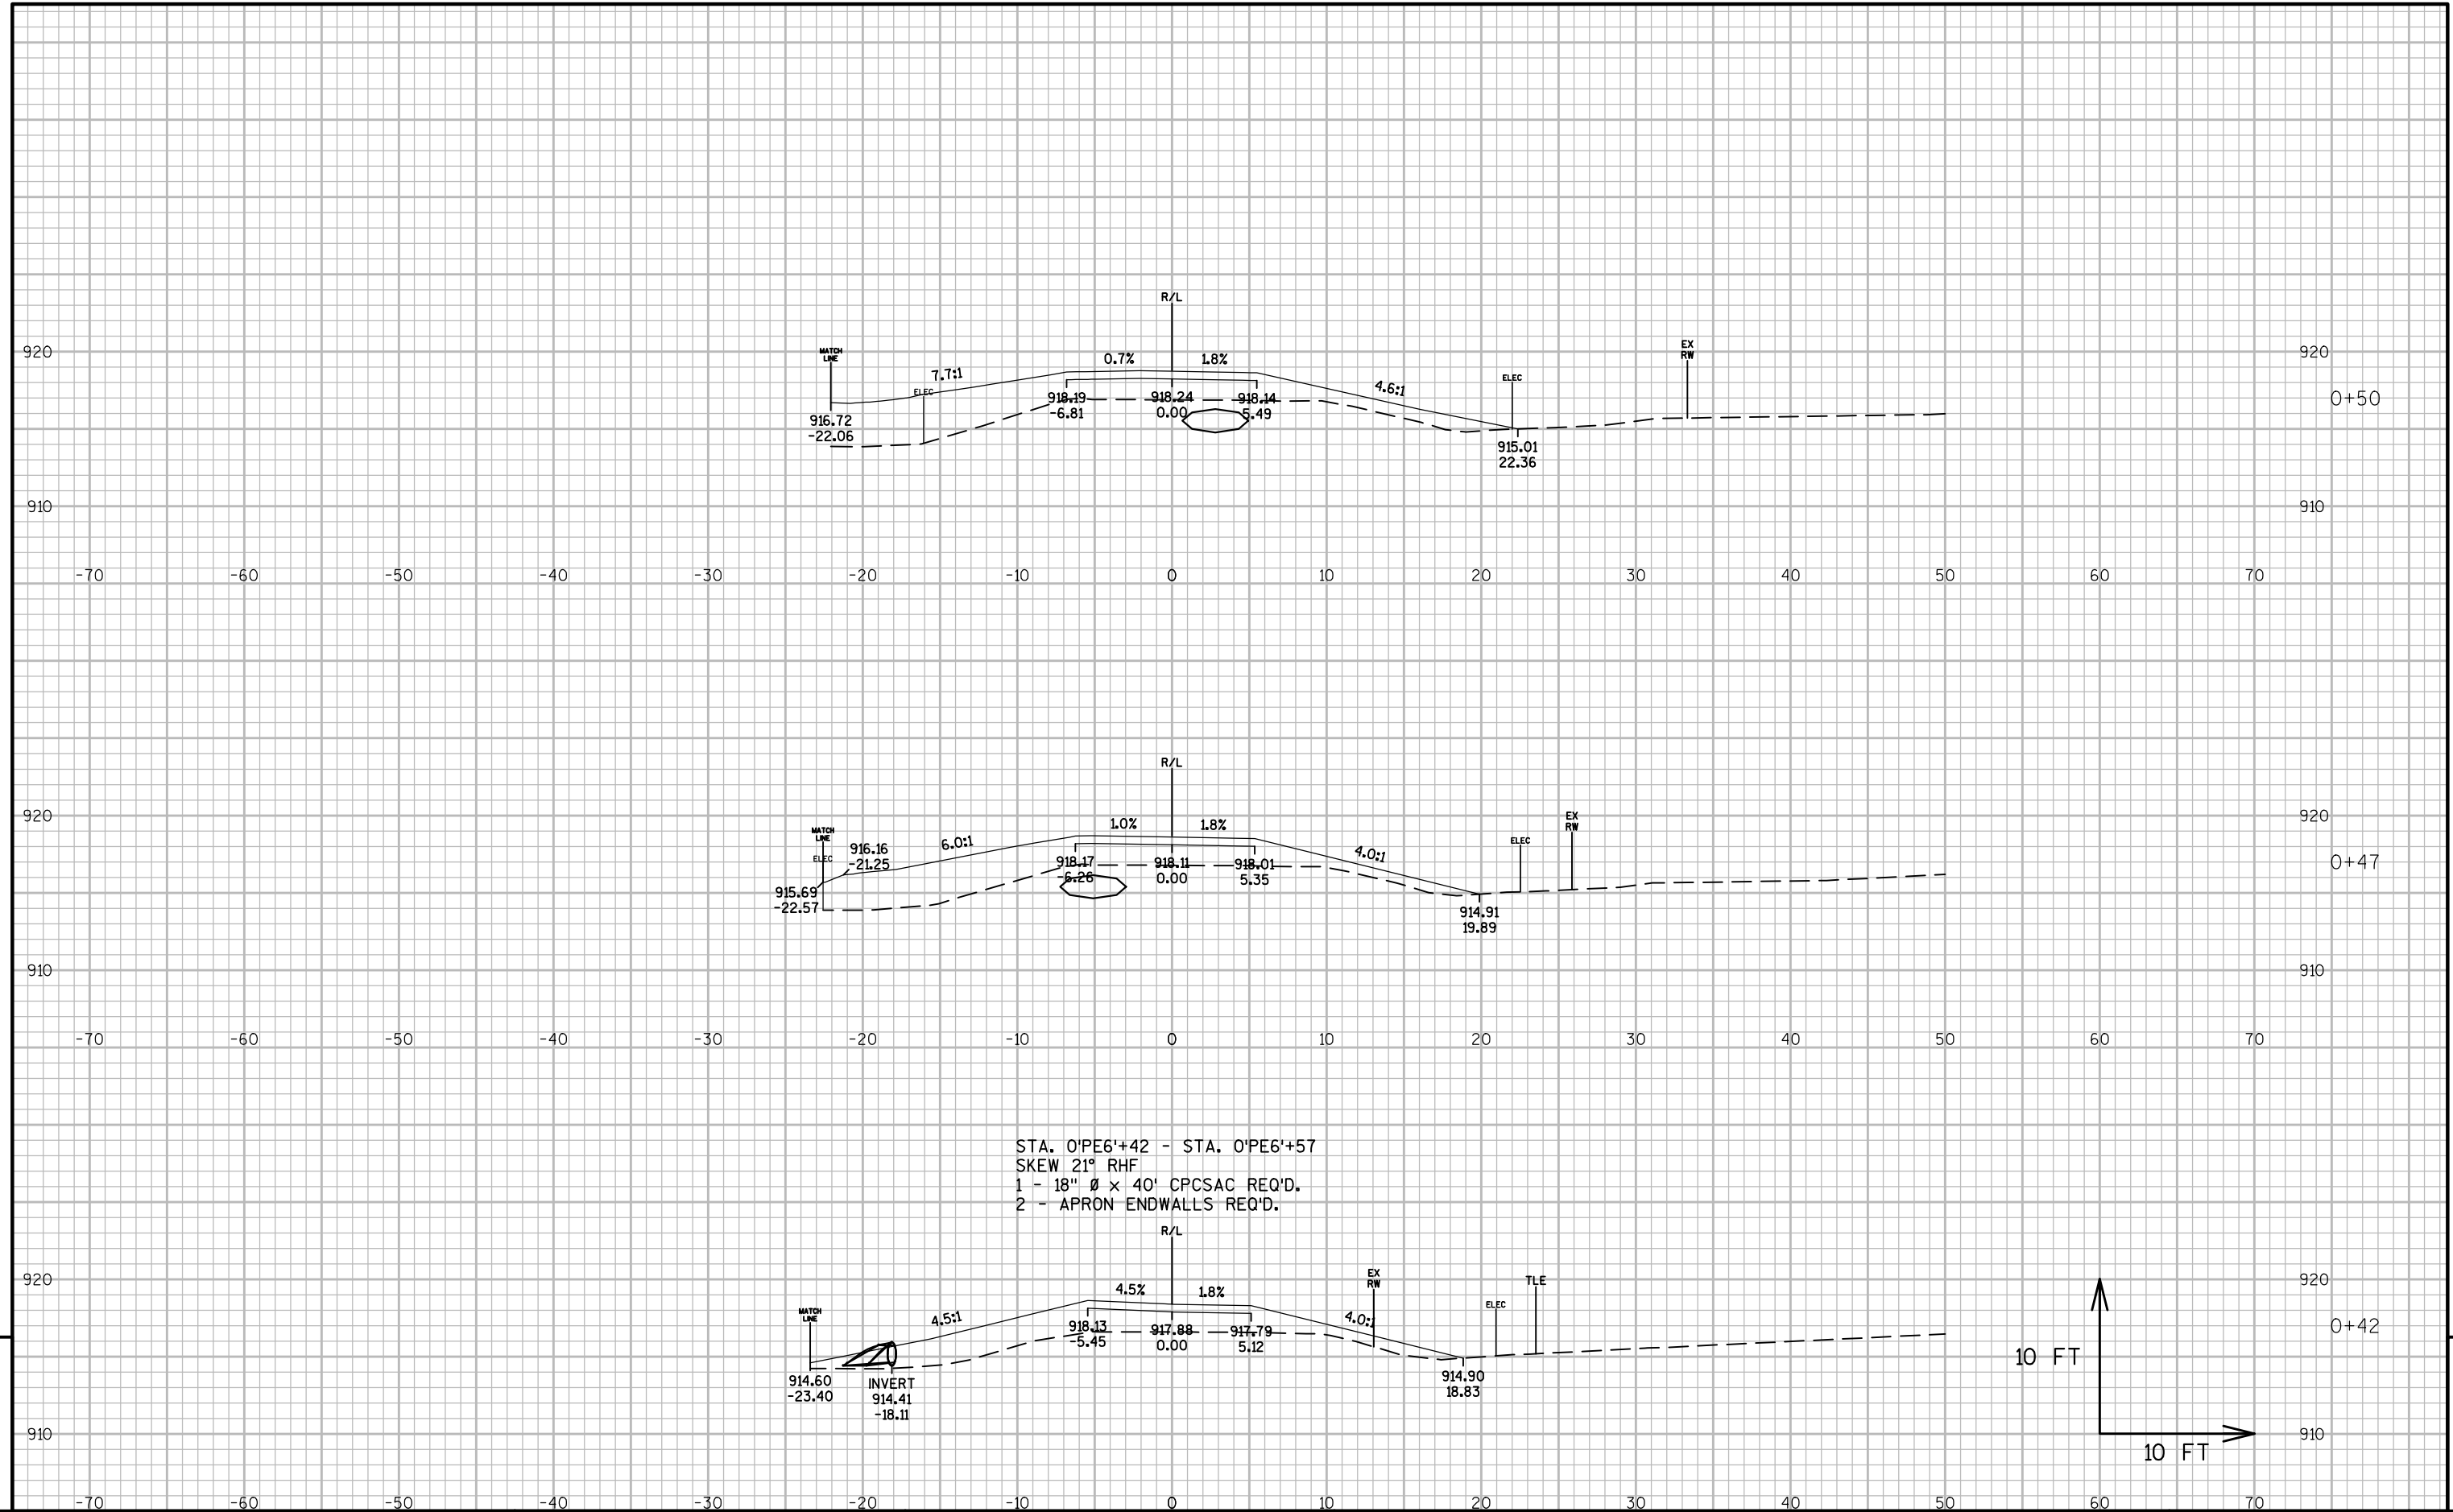 R/L
920
MATCH
LINE
7.7:1
ELEC
0.7%
1.8%
4.6:1
ELEC
EX
RW
920
0+50
916.72
-22.06
918.19
-6.81
918.24
0.00
918.14
5.49
915.01
22.36
910
910
-70 -60 -50 -40 -30 -20 -10 0 10 20 30 40 50 60 70
R/L
920
MATCH
LINE
ELEC
916.16
-21.25
6.0:1
1.0%
1.8%
4.0:1
ELEC
EX
RW
920
0+47
915.69
-22.57
918.17
-6.26
918.11
0.00
918.01
5.35
914.91
19.89
910
910
-70 -60 -50 -40 -30 -20 -10 0 10 20 30 40 50 60 70
STA. 0'PE6'+42 - STA. 0'PE6'+57
SKEW 21° RHF
1 - 18" Ø x 40' CPCSAC REQ'D.
2 - APRON ENDWALLS REQ'D.
R/L
920
MATCH
LINE
4.5:1
4.5%
1.8%
4.0:1
EX
RW
ELEC
TLE
920
0+42
914.60
-23.40
INVERT
914.41
-18.11
918.13
-5.45
917.88
0.00
917.79
5.12
914.90
18.83
10 FT
10 FT
910
910
-70 -60 -50 -40 -30 -20 -10 0 10 20 30 40 50 60 70